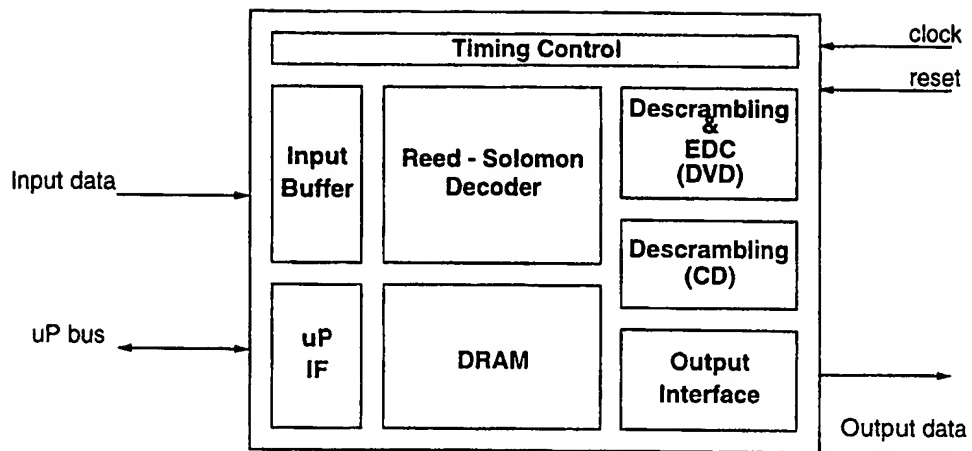 Timing Control
clock
reset
Input data
Input
Buffer
Reed - Solomon
Decoder
Descrambling
&
EDC
(DVD)
Descrambling
(CD)
uP bus
uP
IF
DRAM
Output
Interface
Output data